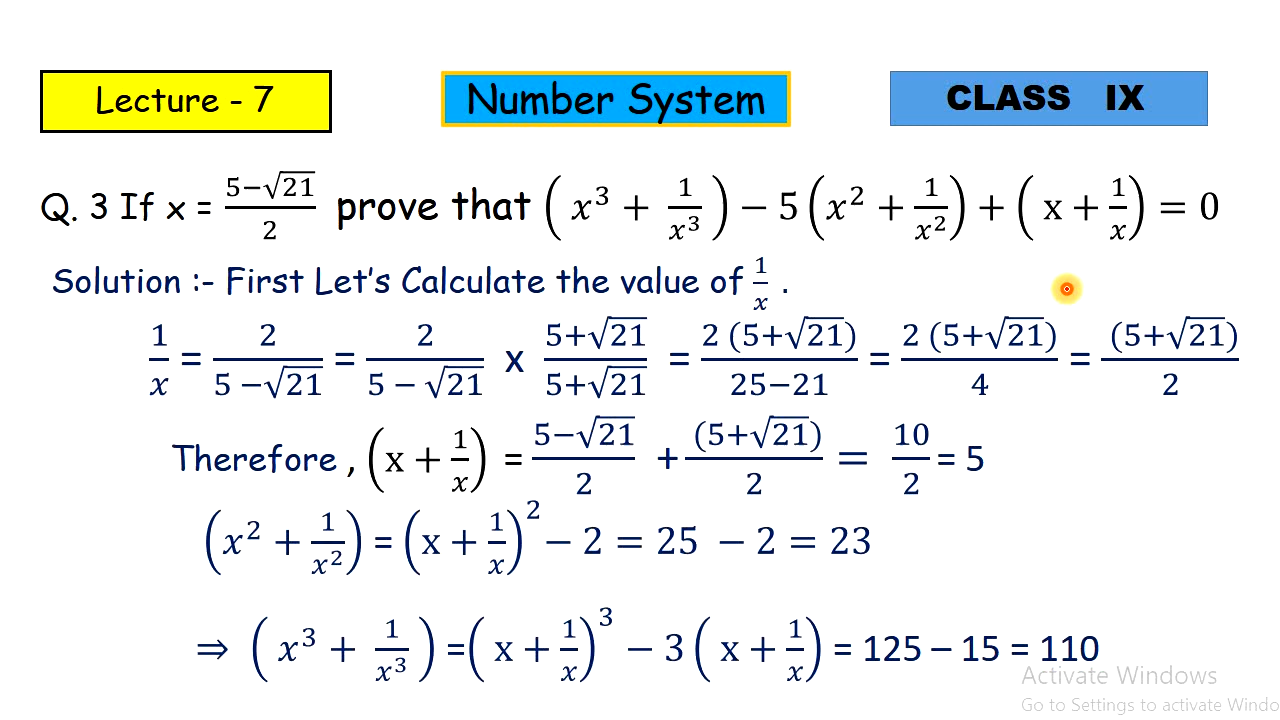 Lecture - 7
Number System
CLASS IX
Q. 3 If x = (5−√21)/2 prove that ( x³ + 1/x³ ) − 5 ( x² + 1/x² ) + ( x + 1/x ) = 0
Solution :- First Let's Calculate the value of 1/x .
1/x = 2/(5 −√21) = 2/(5 − √21) x (5+√21)/(5+√21) = 2 (5+√21)/(25−21) = 2 (5+√21)/4 = (5+√21)/2
Therefore , ( x + 1/x ) = (5−√21)/2 + (5+√21)/2 = 10/2 = 5
( x² + 1/x² ) = ( x + 1/x )² − 2 = 25 − 2 = 23
⇒ ( x³ + 1/x³ ) = ( x + 1/x )³ − 3 ( x + 1/x ) = 125 – 15 = 110
Activate Windows
Go to Settings to activate Windo